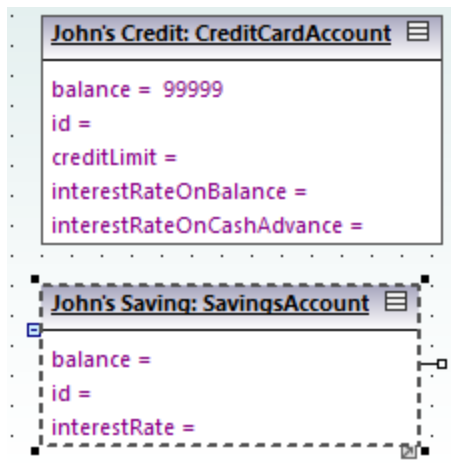 John's Credit: CreditCardAccount
balance = 99999
id =
creditLimit =
interestRateOnBalance =
interestRateOnCashAdvance =
John's Saving: SavingsAccount
balance =
id =
interestRate =